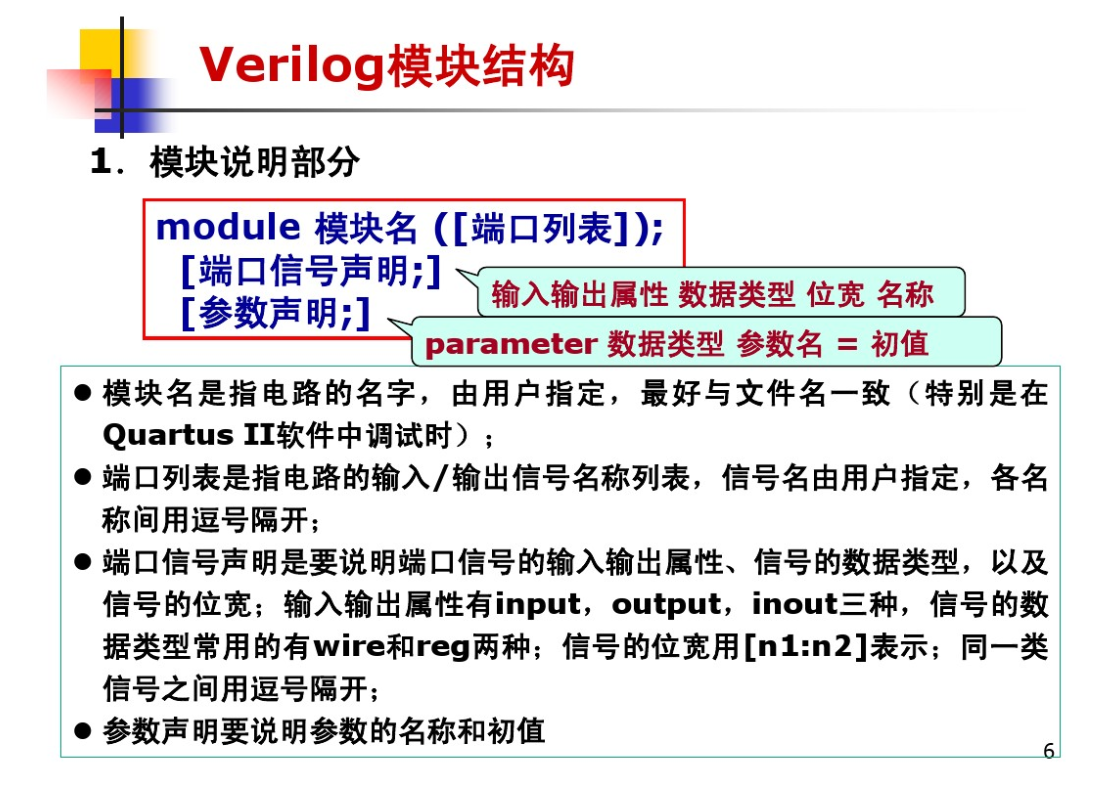 Verilog模块结构
1．模块说明部分
module 模块名 ([端口列表]);
[端口信号声明;]
输入输出属性 数据类型 位宽 名称
[参数声明;]
parameter 数据类型 参数名 = 初值
● 模块名是指电路的名字，由用户指定，最好与文件名一致（特别是在
Quartus II软件中调试时）；
● 端口列表是指电路的输入/输出信号名称列表，信号名由用户指定，各名
称间用逗号隔开；
● 端口信号声明是要说明端口信号的输入输出属性、信号的数据类型，以及
信号的位宽；输入输出属性有input，output，inout三种，信号的数
据类型常用的有wire和reg两种；信号的位宽用[n1:n2]表示；同一类
信号之间用逗号隔开；
● 参数声明要说明参数的名称和初值
6